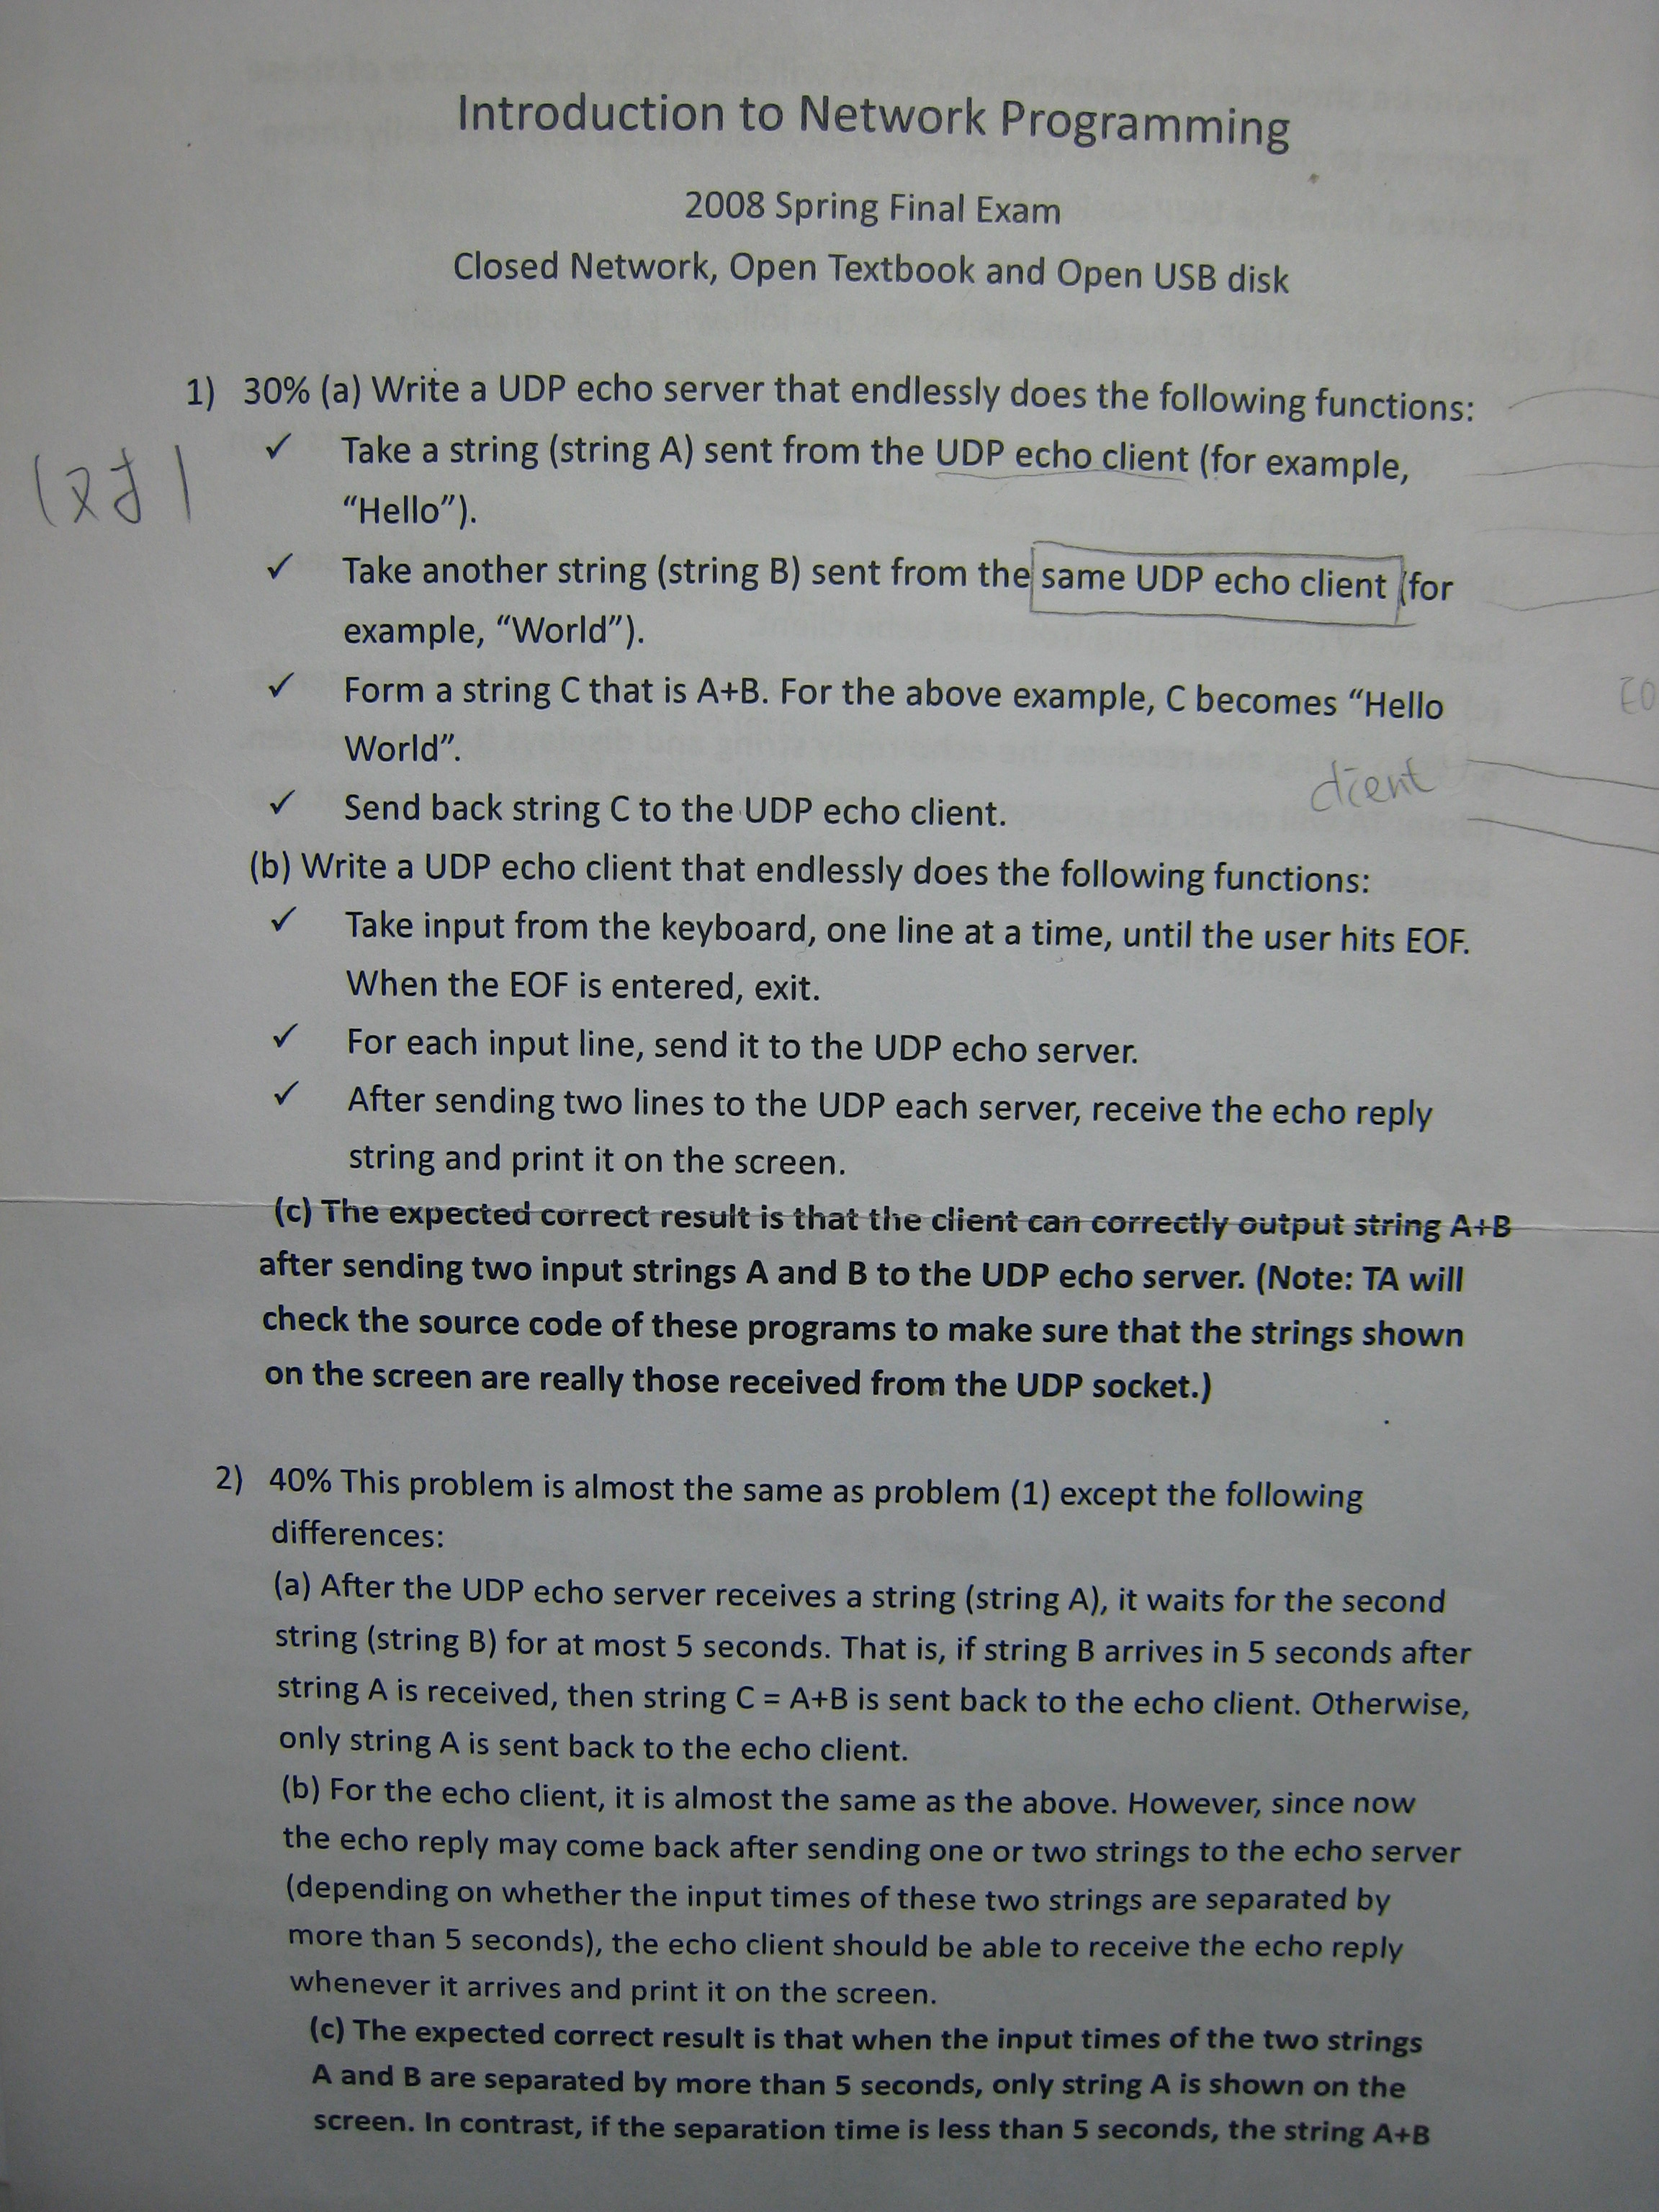 Introduction to Network Programming
2008 Spring Final Exam
Closed Network, Open Textbook and Open USB disk
1) 30% (a) Write a UDP echo server that endlessly does the following functions:
✓ Take a string (string A) sent from the UDP echo client (for example,
“Hello”).
✓ Take another string (string B) sent from the same UDP echo client (for
example, “World”).
✓ Form a string C that is A+B. For the above example, C becomes “Hello
World”.
client
✓ Send back string C to the UDP echo client.
(b) Write a UDP echo client that endlessly does the following functions:
✓ Take input from the keyboard, one line at a time, until the user hits EOF.
When the EOF is entered, exit.
✓ For each input line, send it to the UDP echo server.
✓ After sending two lines to the UDP each server, receive the echo reply
string and print it on the screen.
(c) The expected correct result is that the client can correctly output string A+B
after sending two input strings A and B to the UDP echo server. (Note: TA will
check the source code of these programs to make sure that the strings shown
on the screen are really those received from the UDP socket.)
2) 40% This problem is almost the same as problem (1) except the following
differences:
(a) After the UDP echo server receives a string (string A), it waits for the second
string (string B) for at most 5 seconds. That is, if string B arrives in 5 seconds after
string A is received, then string C = A+B is sent back to the echo client. Otherwise,
only string A is sent back to the echo client.
(b) For the echo client, it is almost the same as the above. However, since now
the echo reply may come back after sending one or two strings to the echo server
(depending on whether the input times of these two strings are separated by
more than 5 seconds), the echo client should be able to receive the echo reply
whenever it arrives and print it on the screen.
(c) The expected correct result is that when the input times of the two strings
A and B are separated by more than 5 seconds, only string A is shown on the
screen. In contrast, if the separation time is less than 5 seconds, the string A+B